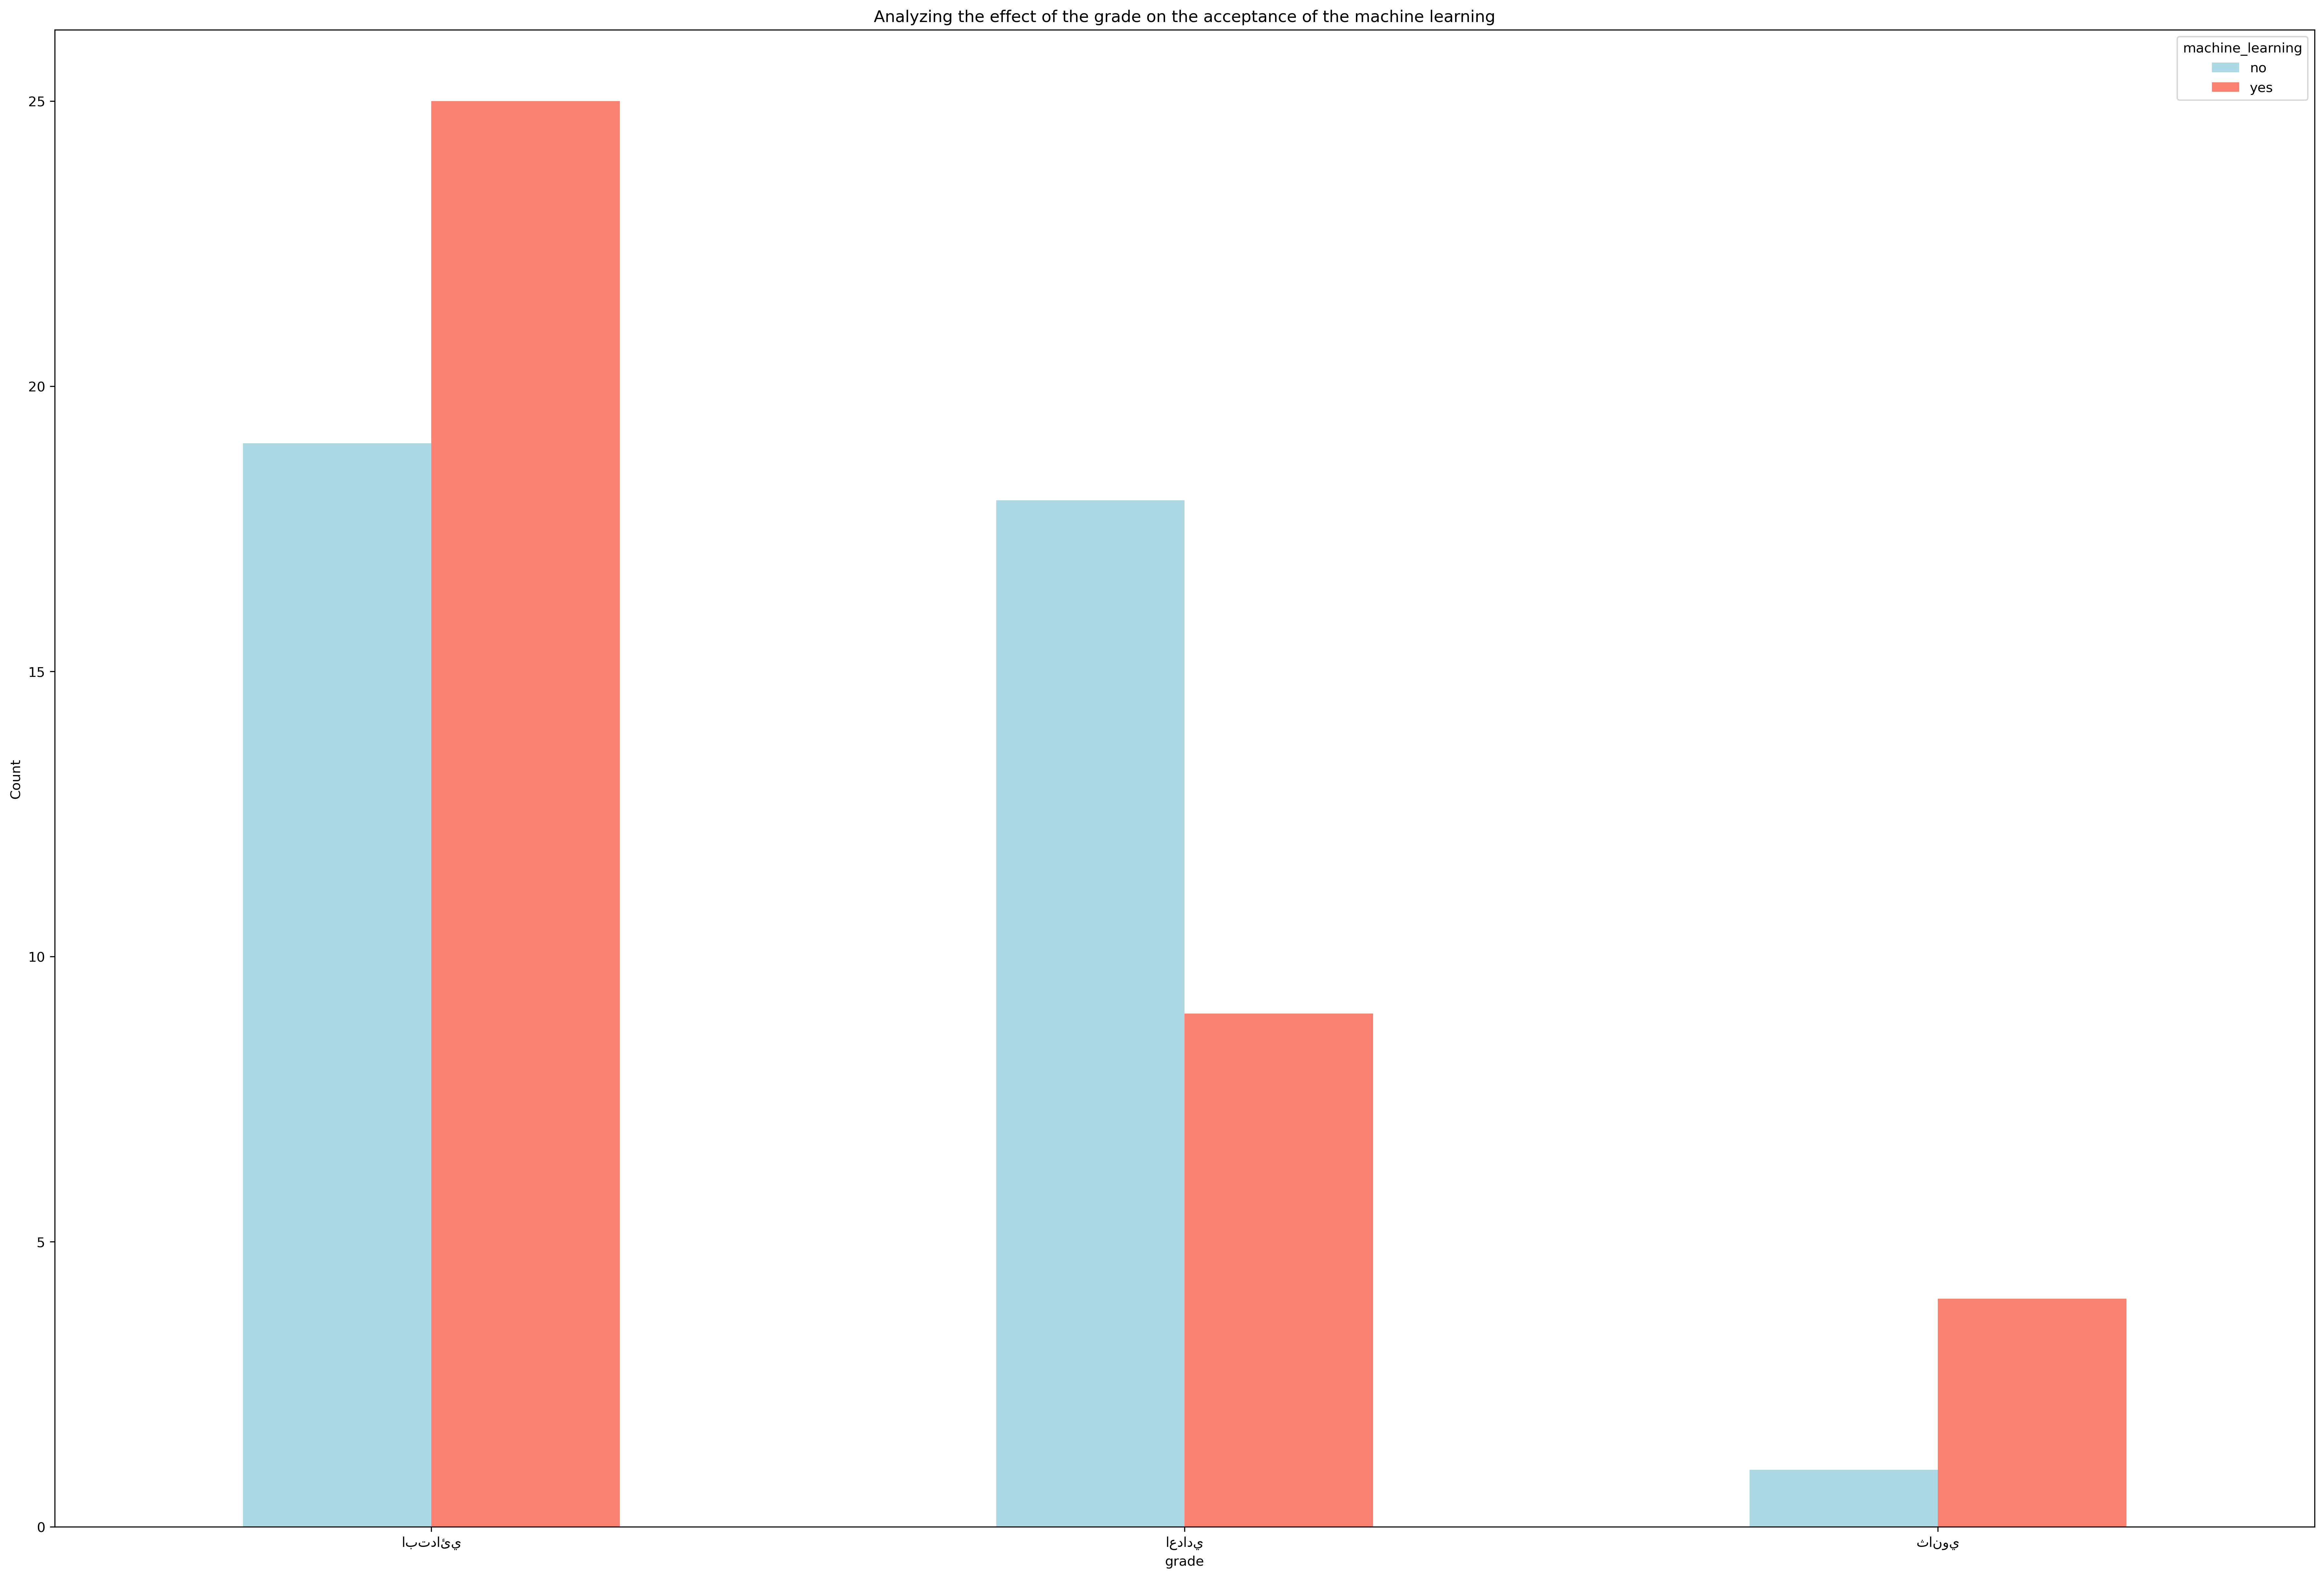 Analyzing the effect of the grade on the acceptance of the machine learning
machine_learning
no
yes
25
20
15
10
5
0
Count
ابتدائي
اعدادي
ثانوي
grade